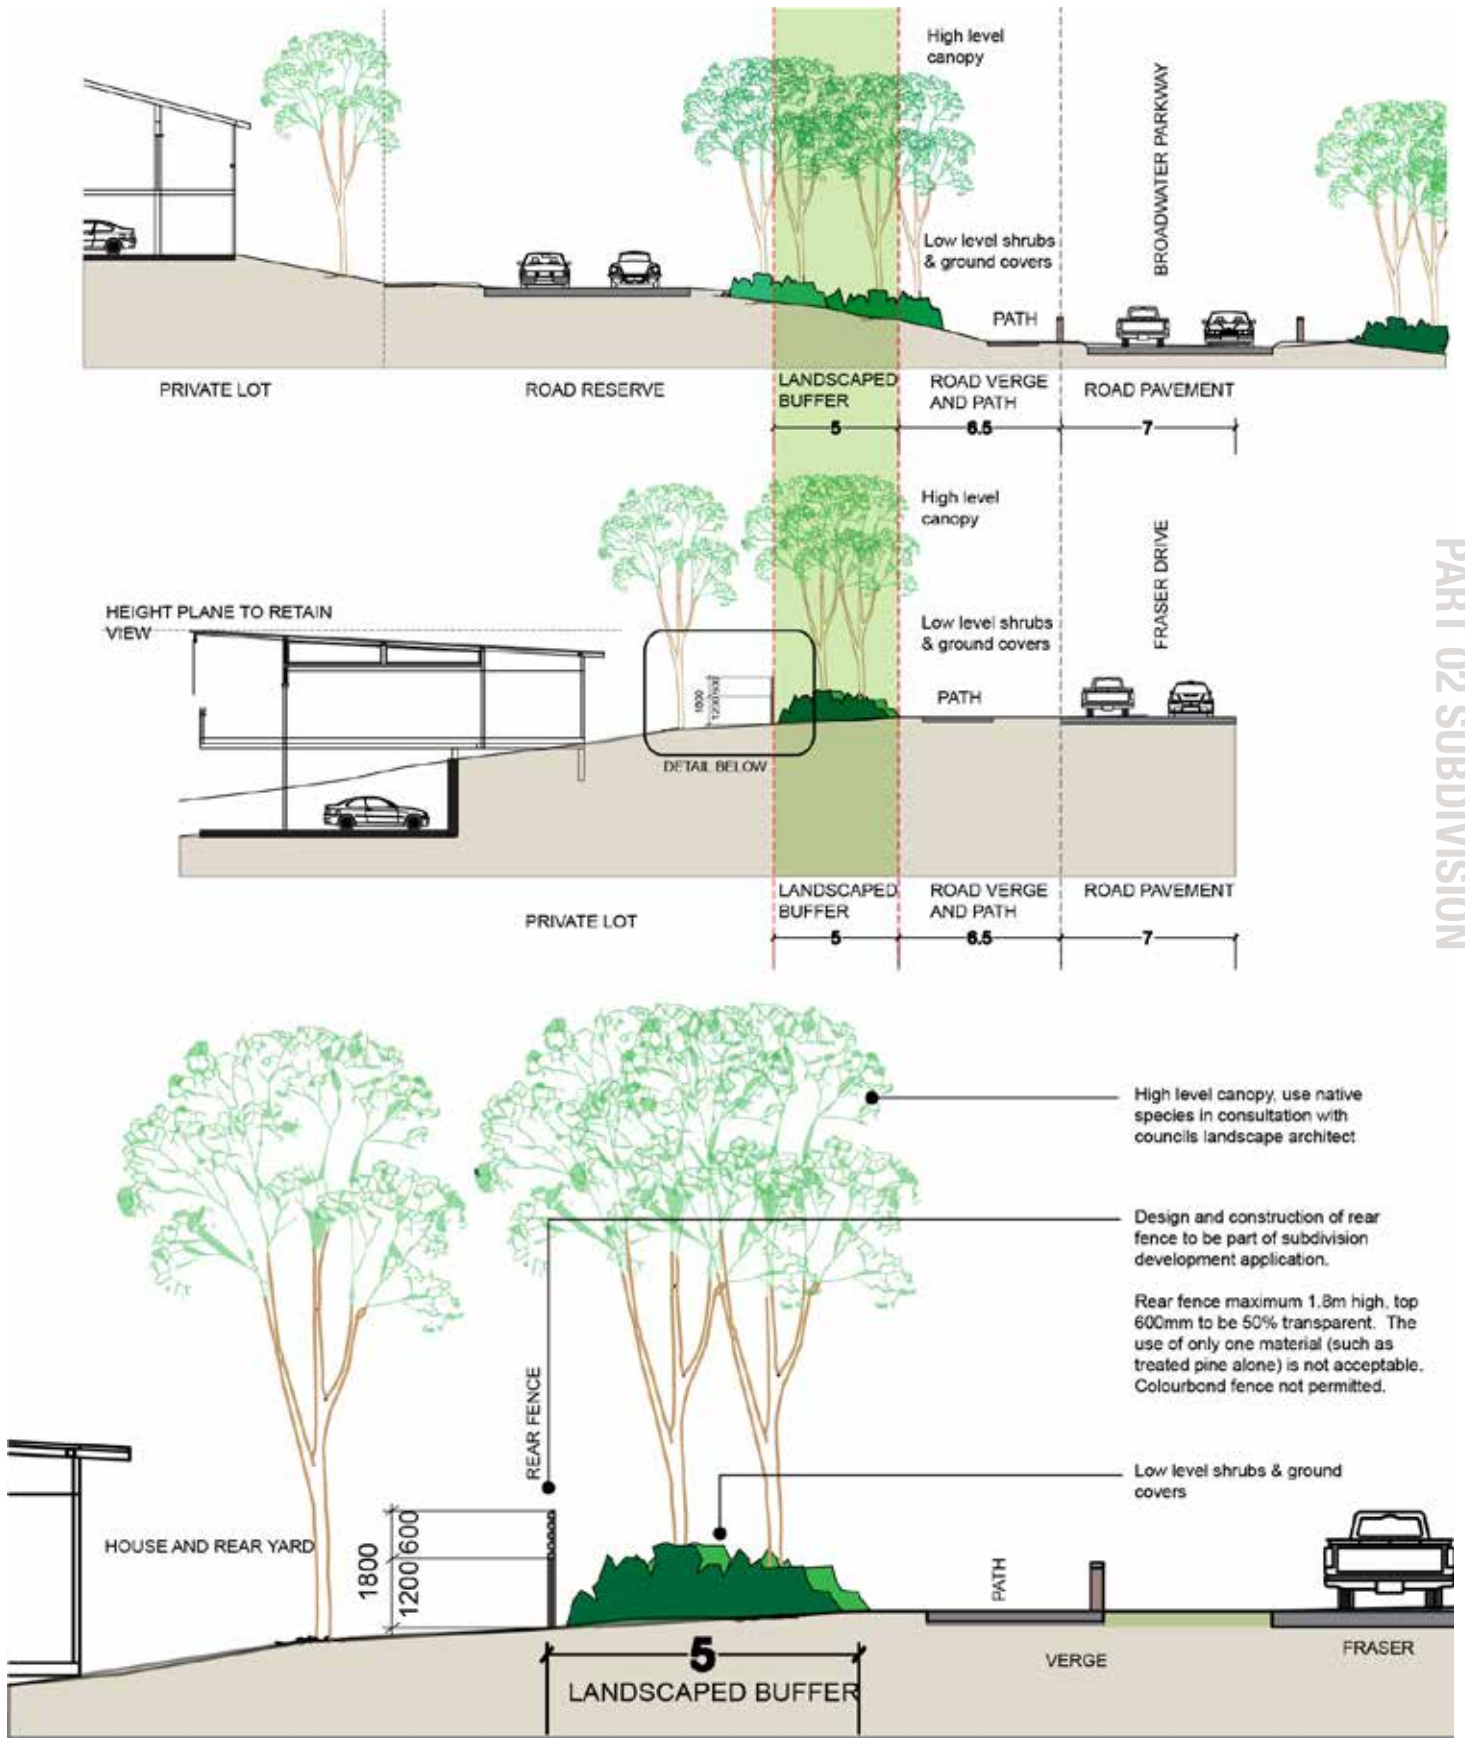 High level
canopy
BROADWATER PARKWAY
Low level shrubs
& ground covers
PATH
PRIVATE LOT
ROAD RESERVE
LANDSCAPED
BUFFER
ROAD VERGE
AND PATH
ROAD PAVEMENT
5
6.5
7
High level
canopy
FRASER DRIVE
HEIGHT PLANE TO RETAIN
VIEW
Low level shrubs
& ground covers
1800
1200 600
PATH
DETAIL BELOW
PRIVATE LOT
LANDSCAPED
BUFFER
ROAD VERGE
AND PATH
ROAD PAVEMENT
5
6.5
7
PART 02 SUBDIVISION
High level canopy, use native
species in consultation with
councils landscape architect
Design and construction of rear
fence to be part of subdivision
development application.
Rear fence maximum 1.8m high, top
600mm to be 50% transparent. The
use of only one material (such as
treated pine alone) is not acceptable.
Colourbond fence not permitted.
REAR FENCE
Low level shrubs & ground
covers
HOUSE AND REAR YARD
1800
1200 600
PATH
5
LANDSCAPED BUFFER
VERGE
FRASER